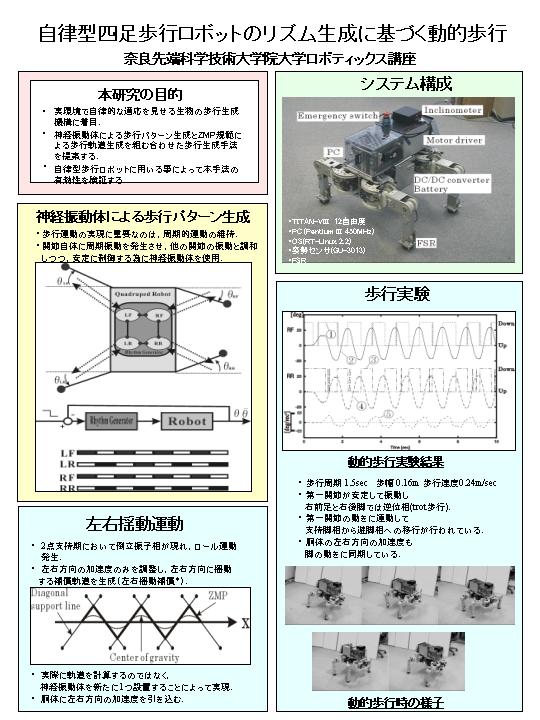 自律型四足歩行ロボットのリズム生成に基づく動的歩行
奈良先端科学技術大学院大学ロボティックス講座
本研究の目的
• 実環境で自律的な適応を見せる生物の歩行生成
機構に着目.
• 神経振動体による歩行パターン生成とZMP規範に
よる歩行軌道生成を組む合わせた歩行生成手法
を提案する.
• 自律型歩行ロボットに用いる事によって本手法の
有効性を検証する
神経振動体による歩行パターン生成
• 歩行運動の実現に重要なのは, 周期的運動の維持.
• 関節自体に周期振動を発生させ, 他の関節の振動と調和
しつつ, 安定に制御する為に神経振動体を使用.
Quadruped Robot
LF RF
LR RR
Rhythm Generator
Rhythm Generator
Robot
θ
LF
LR
RF
RR
左右揺動運動
• 2点支持期において倒立振子相が現れ, ロール運動
発生.
• 左右方向の加速度のみを調整し, 左右方向に揺動
する補償軌道を生成(左右揺動補償*).
Diagonal
support line
ZMP
X
Center of gravity
• 実際に軌道を計算するのではなく,
神経振動体を新たに1つ設置することによって実現.
• 胴体に左右方向の加速度を引き込む.
システム構成
Emergency switch
Inclinometer
Motor driver
PC
DC/DC converter
Battery
FSR
•TITAN-VIII 12自由度
•PC(Pentium III 450MHz)
•OS(RT-Linux 2.2)
•姿勢センサ(GU-3013)
•FSR
歩行実験
[deg]
RF
Down
Up
① ② ③
RR
Down
Up
④ ⑤
Time (sec)
動的歩行実験結果
• 歩行周期 1.5sec 歩幅 0.16m 歩行速度0.24m/sec
• 第一関節が安定して振動し
右前足と右後脚では逆位相(trot歩行).
• 第一関節の動きに連動して
支持脚相から遊脚相への移行が行われている.
• 胴体の左右方向の加速度も
脚の動きに同期している.
動的歩行時の様子